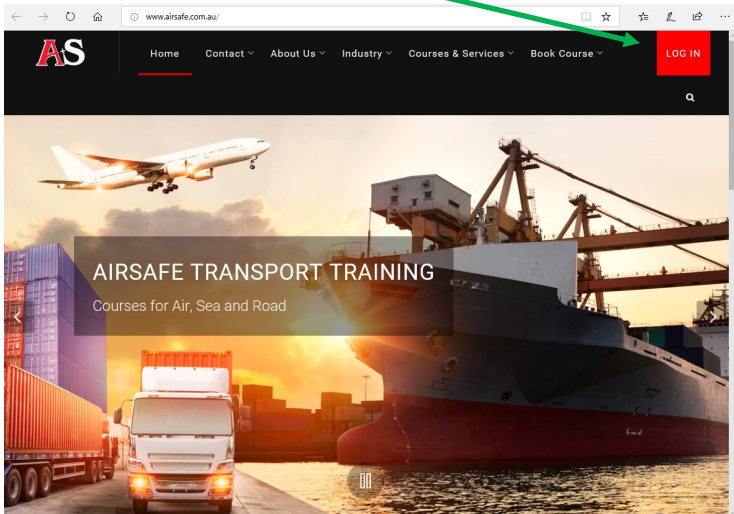 www.airsafe.com.au/
AS
Home Contact About Us Industry Courses & Services Book Course LOG IN
AIRSAFE TRANSPORT TRAINING
Courses for Air, Sea and Road